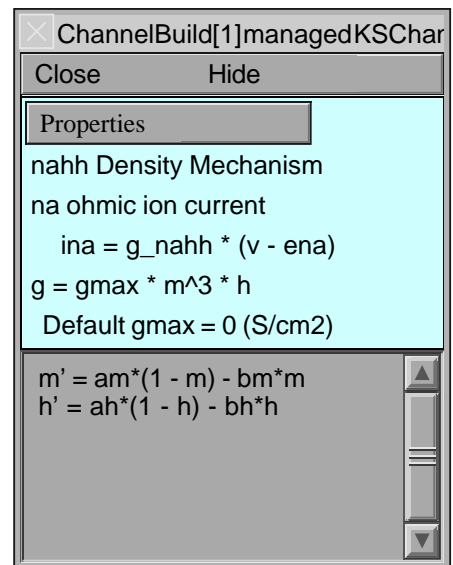 ChannelBuild[1]managedKSChar
Close Hide
Properties
nahh Density Mechanism
na ohmic ion current
ina = g_nahh * (v - ena)
g = gmax * m^3 * h
Default gmax = 0 (S/cm2)
m’ = am*(1 - m) - bm*m
h’ = ah*(1 - h) - bh*h